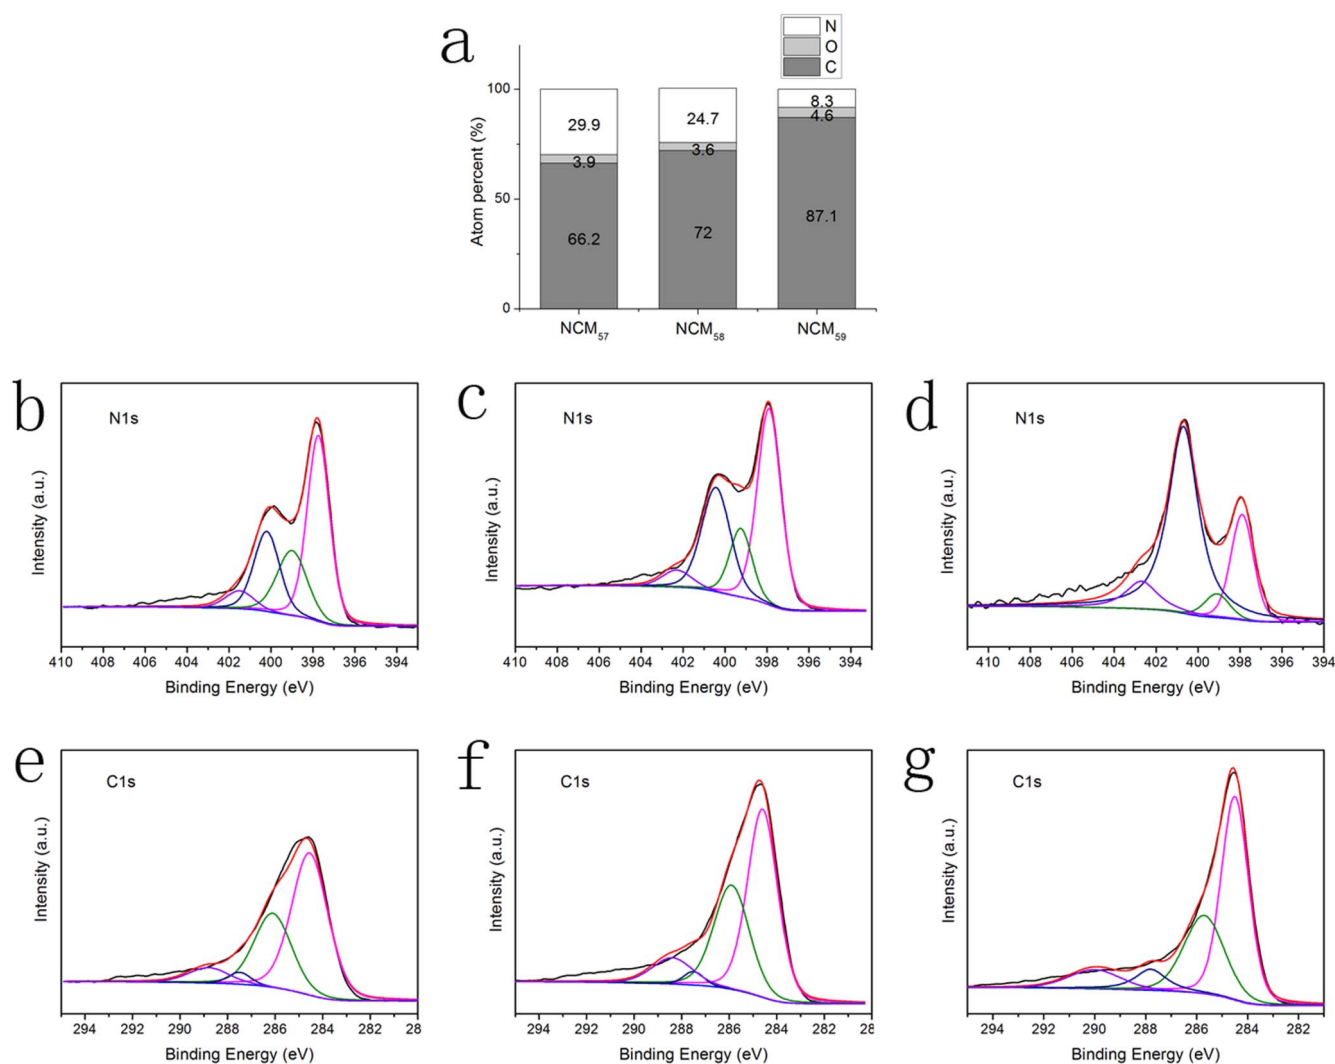 a
N
O
C
Atom percent (%)
100
50
0
29.9
3.9
66.2
24.7
3.6
72
8.3
4.6
87.1
NCM57
NCM58
NCM59
b
N1s
Intensity (a.u.)
410 408 406 404 402 400 398 396 394
Binding Energy (eV)
c
N1s
Intensity (a.u.)
410 408 406 404 402 400 398 396 394
Binding Energy (eV)
d
N1s
Intensity (a.u.)
410 408 406 404 402 400 398 396 394
Binding Energy (eV)
e
C1s
Intensity (a.u.)
294 292 290 288 286 284 282 28
Binding Energy (eV)
f
C1s
Intensity (a.u.)
294 292 290 288 286 284 282 28
Binding Energy (eV)
g
C1s
Intensity (a.u.)
294 292 290 288 286 284 282
Binding Energy (eV)